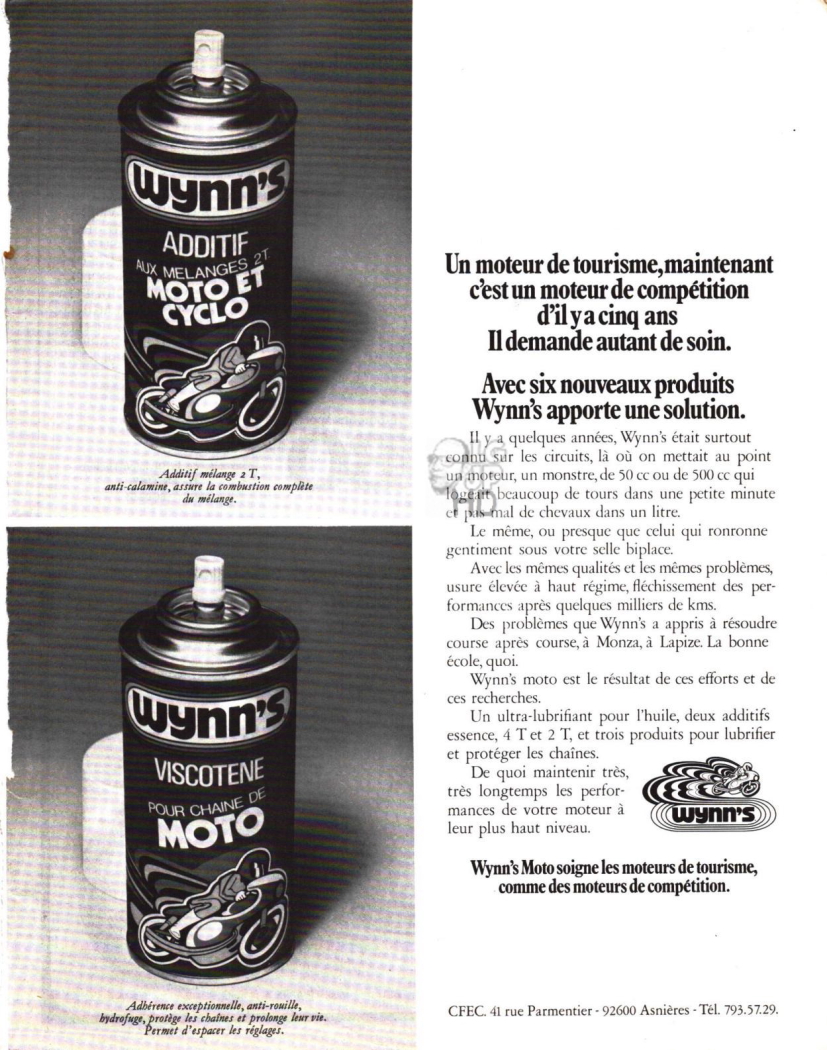 wynn's
ADDITIF
AUX MELANGES 2T
MOTO ET
CYCLO
Additif mélange 2 T,
anti-calamine, assure la combustion complète
du mélange.
wynn's
VISCOTENE
POUR CHAINE DE
MOTO
Adhérence exceptionnelle, anti-rouille,
hydrofuge, protège les chaînes et prolonge leur vie.
Permet d'espacer les réglages.
Un moteur de tourisme, maintenant
c'est un moteur de compétition
d'il y a cinq ans
Il demande autant de soin.
Avec six nouveaux produits
Wynn's apporte une solution.
Il y a quelques années, Wynn's était surtout
connu sur les circuits, là où on mettait au point
un moteur, un monstre, de 50 cc ou de 500 cc qui
logeait beaucoup de tours dans une petite minute
et pas mal de chevaux dans un litre.
Le même, ou presque que celui qui ronronne
gentiment sous votre selle biplace.
Avec les mêmes qualités et les mêmes problèmes,
usure élevée à haut régime, fléchissement des per-
formances après quelques milliers de kms.
Des problèmes que Wynn's a appris à résoudre
course après course, à Monza, à Lapize. La bonne
école, quoi.
Wynn's moto est le résultat de ces efforts et de
ces recherches.
Un ultra-lubrifiant pour l'huile, deux additifs
essence, 4 T et 2 T, et trois produits pour lubrifier
et protéger les chaînes.
De quoi maintenir très,
très longtemps les perfor-
mances de votre moteur à
leur plus haut niveau.
wynn's
Wynn's Moto soigne les moteurs de tourisme,
comme des moteurs de compétition.
CFEC. 41 rue Parmentier - 92600 Asnières - Tél. 793.57.29.